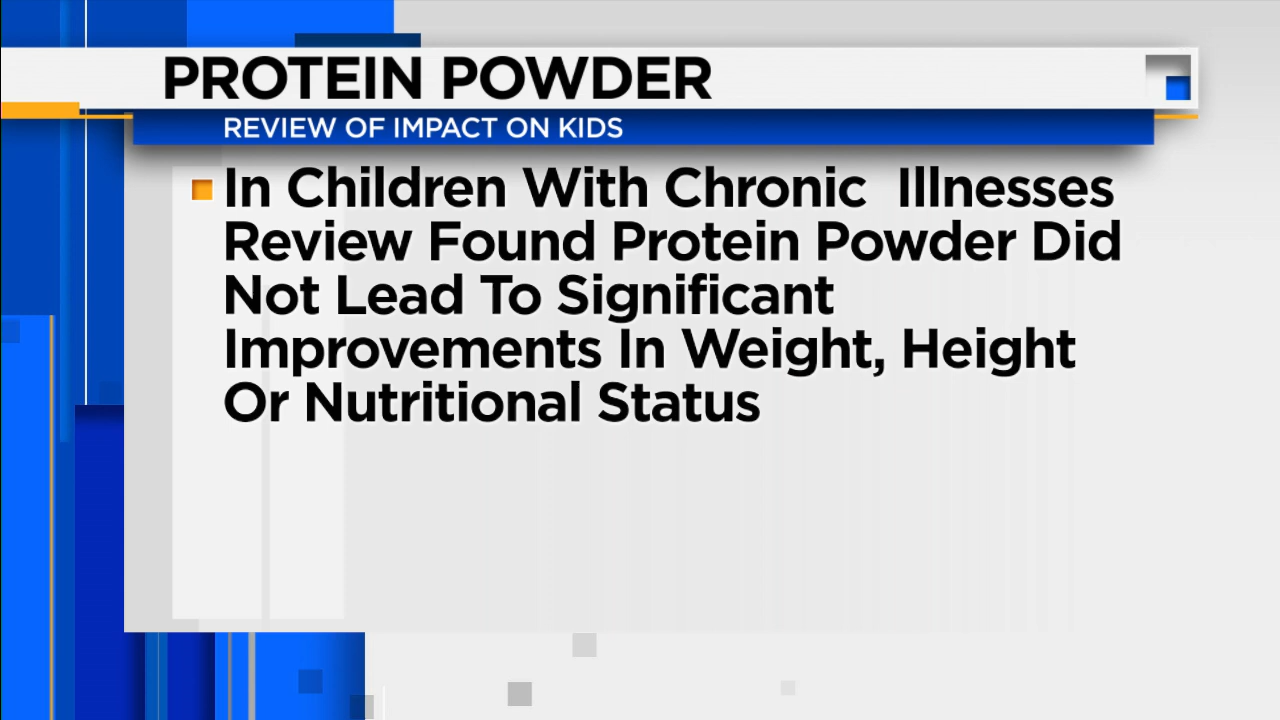 PROTEIN POWDER
REVIEW OF IMPACT ON KIDS
In Children With Chronic  Illnesses
Review Found Protein Powder Did
Not Lead To Significant
Improvements In Weight, Height
Or Nutritional Status